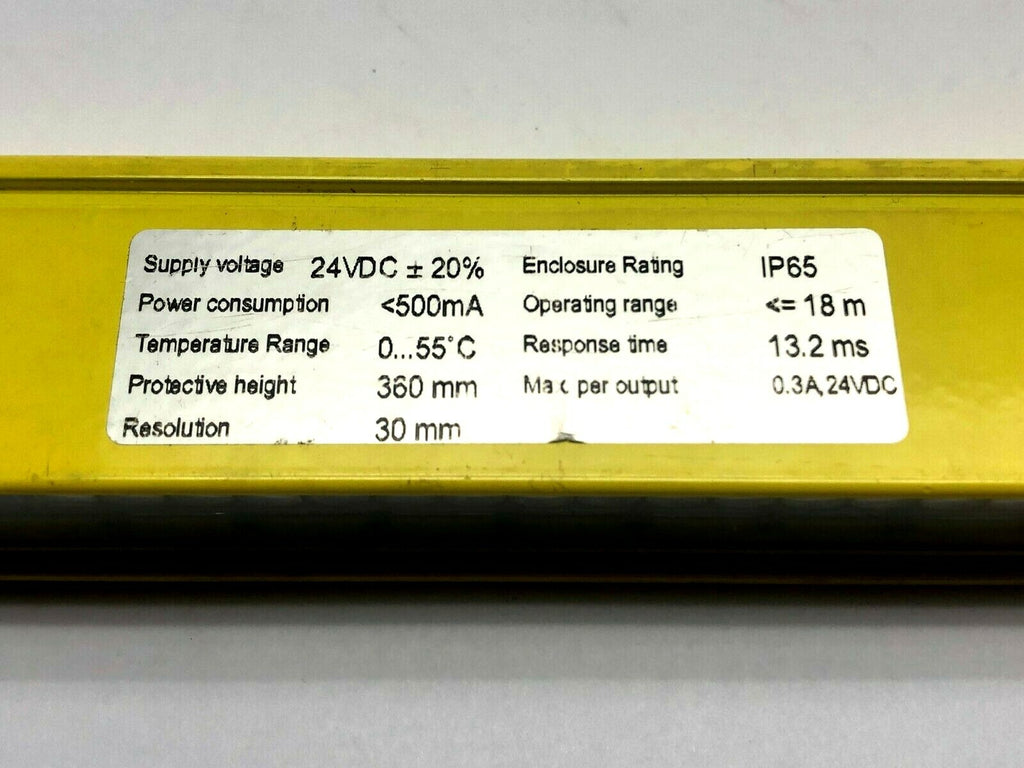 Supply voltage 24VDC ± 20% Enclosure Rating IP65
Power consumption <500mA Operating range <= 18 m
Temperature Range 0...55°C Response time 13.2 ms
Protective height 360 mm Max per output 0.3A,24VDC
Resolution 30 mm